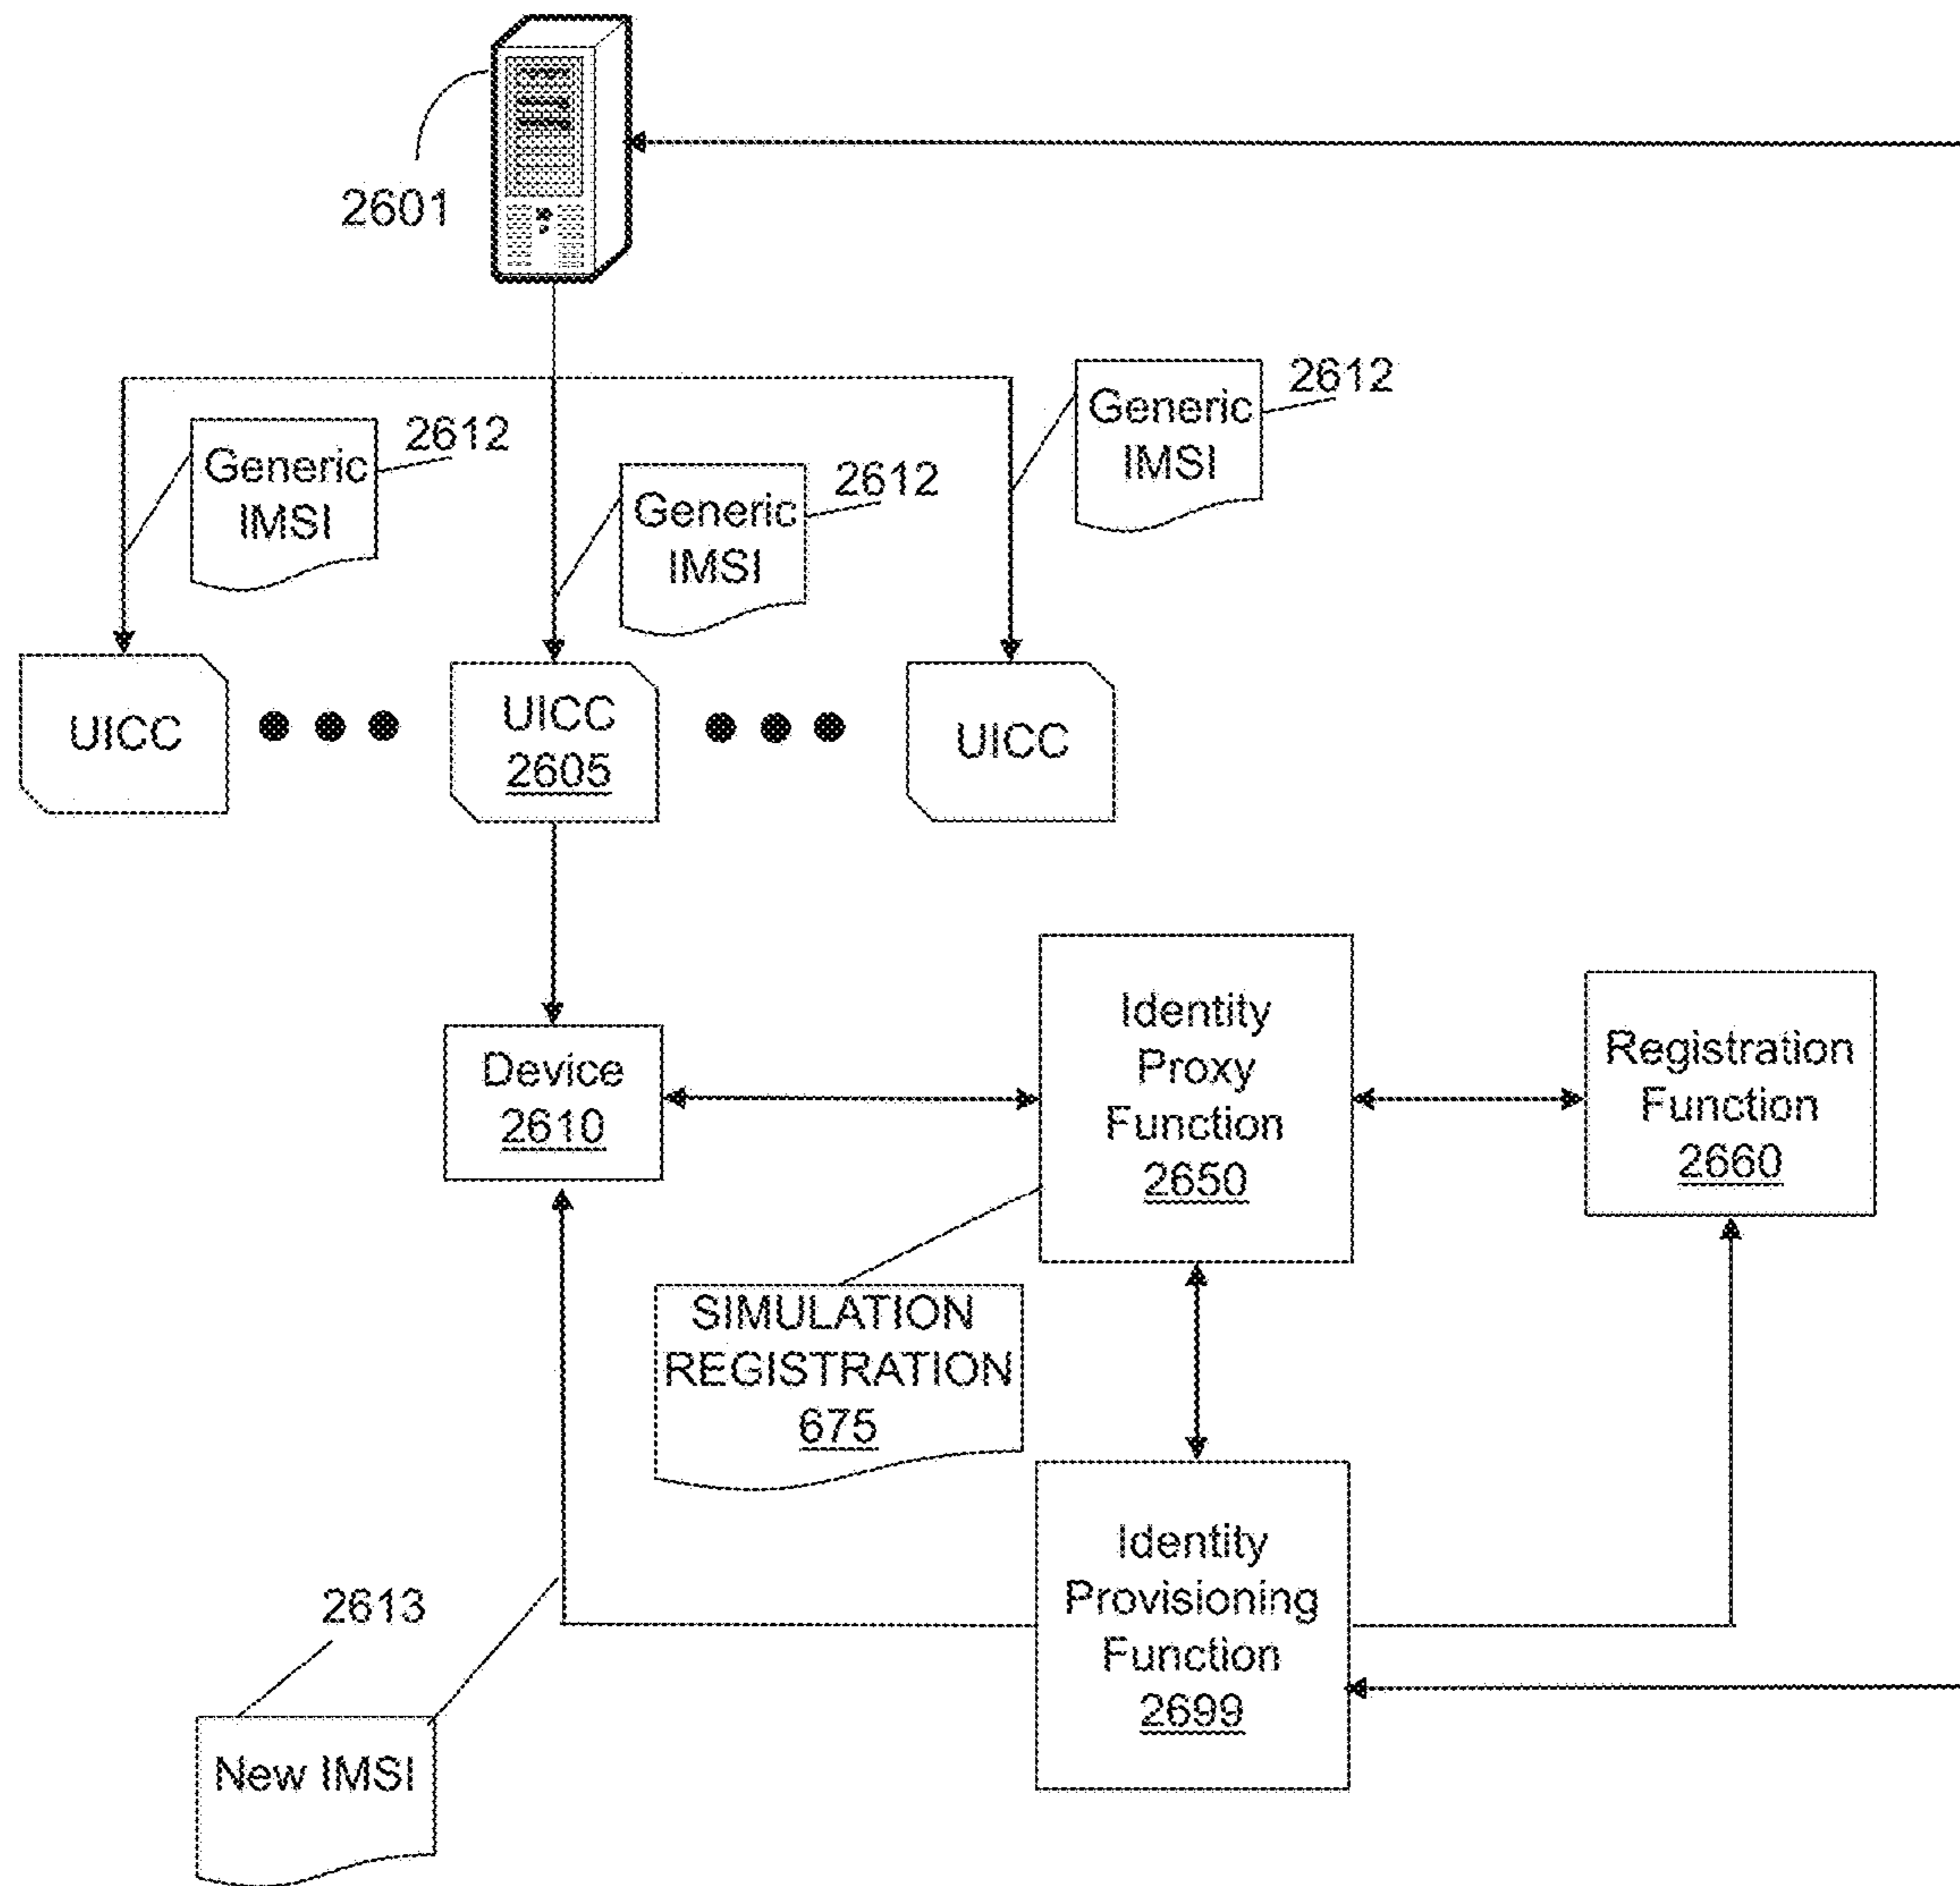 2601
Generic
IMSI
2612
Generic
IMSI
2612
Generic
IMSI
2612
UICC
UICC
2605
UICC
Device
2610
Identity
Proxy
Function
2650
Registration
Function
2660
SIMULATION
REGISTRATION
675
Identity
Provisioning
Function
2699
2613
New IMSI